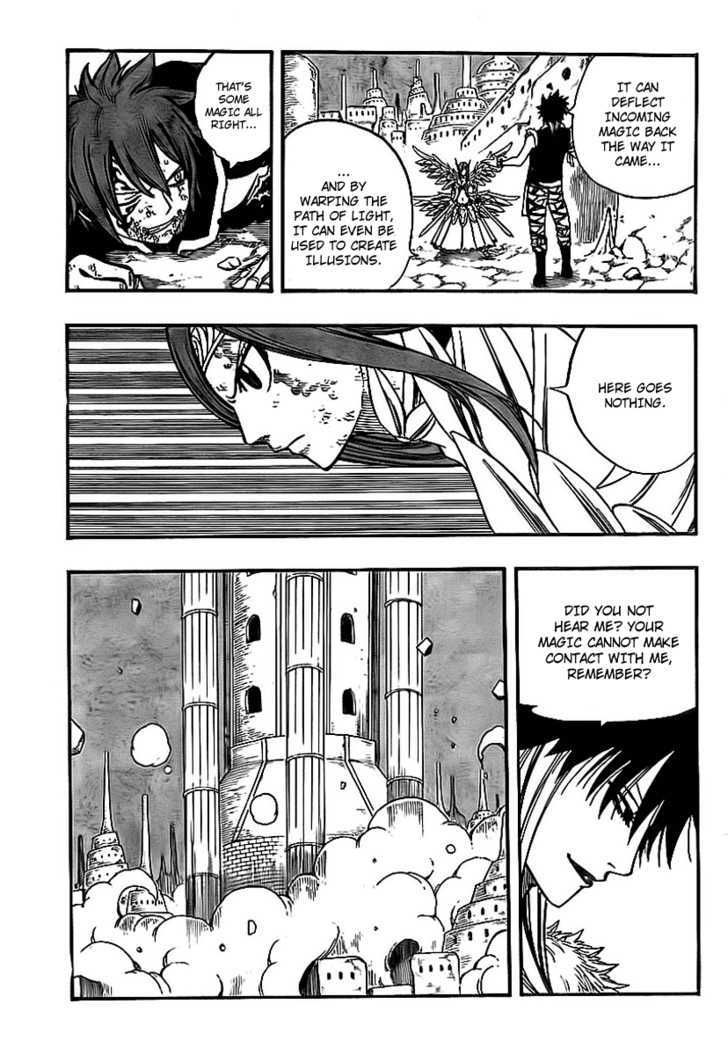 IT CAN
DEFLECT
INCOMING
MAGIC BACK
THE WAY IT
CAME...
...
AND BY
WARPING THE
PATH OF LIGHT,
IT CAN EVEN BE
USED TO CREATE
ILLUSIONS.
THAT'S
SOME
MAGIC ALL
RIGHT...
HERE GOES
NOTHING.
DID YOU NOT
HEAR ME? YOUR
MAGIC CANNOT MAKE
CONTACT WITH ME,
REMEMBER?